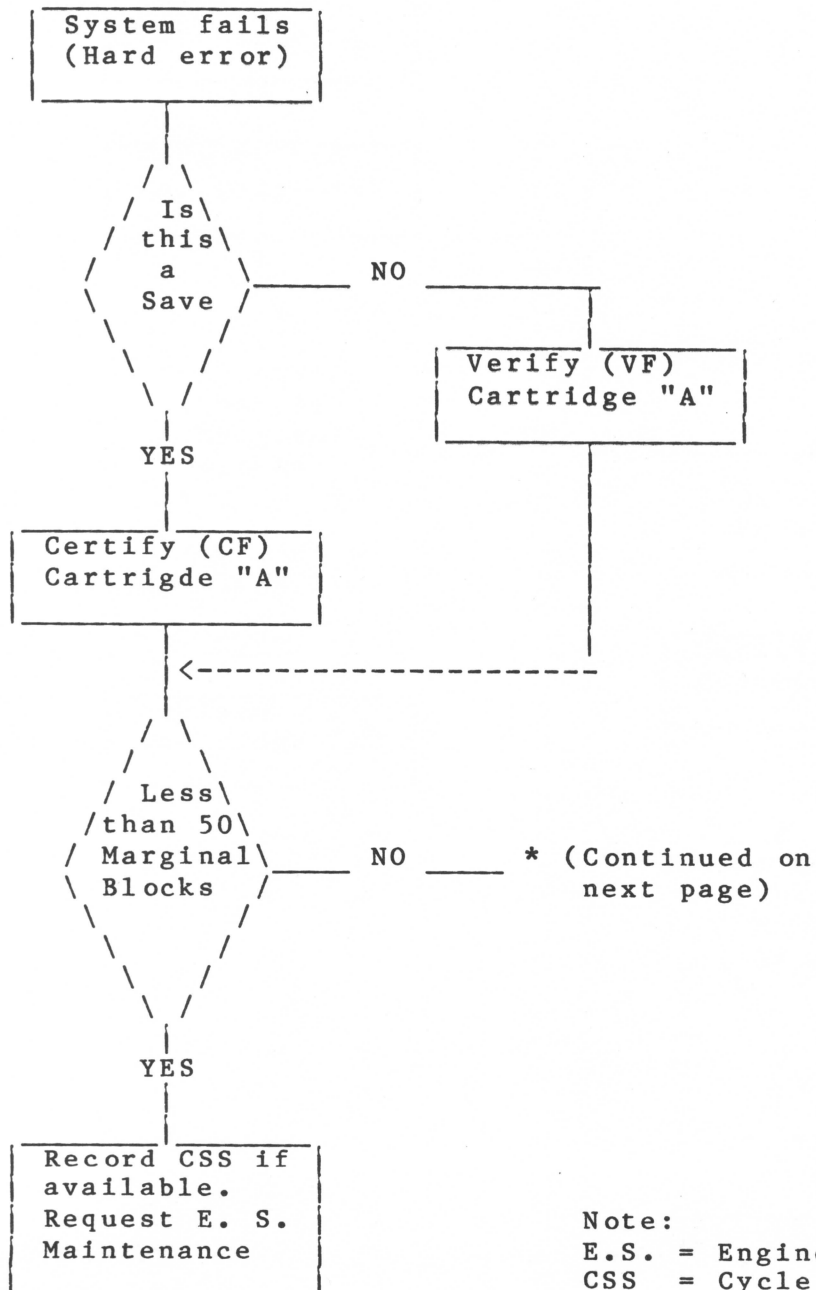 System fails
(Hard error)
Is
this
a
Save
NO
Verify (VF)
Cartridge "A"
YES
Certify (CF)
Cartrigde "A"
Less
than 50
Marginal
Blocks
NO
* (Continued on
next page)
YES
Record CSS if
available.
Request E. S.
Maintenance
Note:
E.S. =
CSS = Cycle